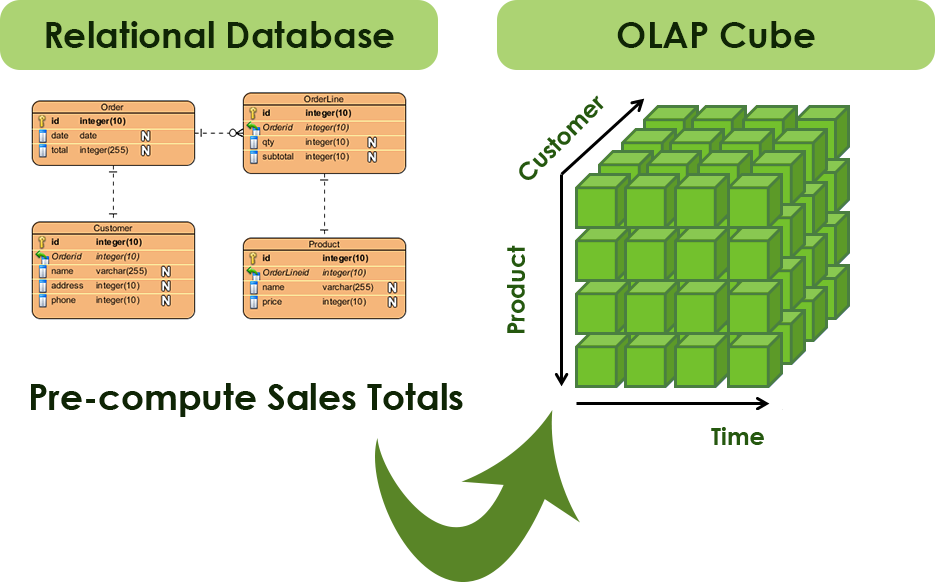 Relational Database
OLAP Cube
Order
id integer(10)
date date N
total integer(255) N
OrderLine
id integer(10)
Orderid integer(10)
qty integer(10) N
subtotal integer(10) N
Customer
id integer(10)
Orderid integer(10)
name varchar(255) N
address integer(10) N
phone integer(10) N
Product
id integer(10)
OrderLineid integer(10)
name varchar(255) N
price integer(10) N
Customer
Product
Time
Pre-compute Sales Totals